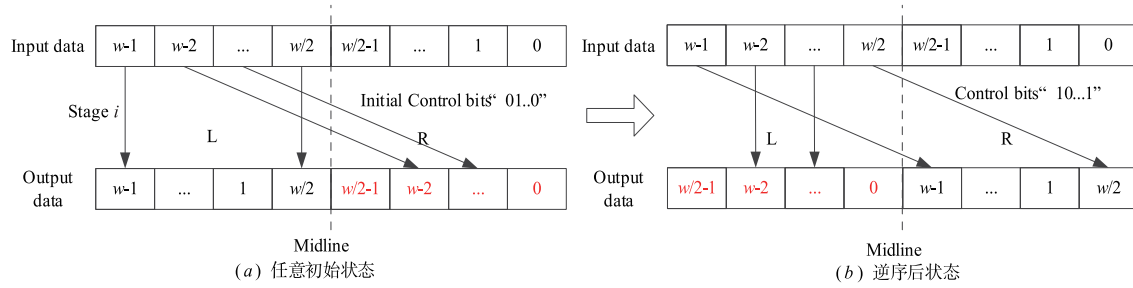 Input data w-1 w-2 ... w/2 w/2-1 ... 1 0
Stage i
Initial Control bits“ 01..0”
L R
Output data w-1 ... 1 w/2 w/2-1 w-2 ... 0
Midline
(a) 任意初始状态
Input data w-1 w-2 ... w/2 w/2-1 ... 1 0
Control bits“ 10...1”
L R
Output data w/2-1 w-2 ... 0 w-1 ... 1 w/2
Midline
(b) 逆序后状态